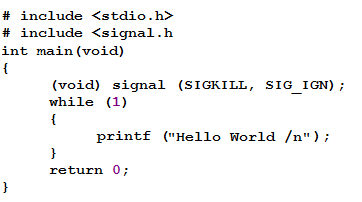 # include <stdio.h>
# include <signal.h
int main(void)
{
(void) signal (SIGKILL, SIG_IGN);
while (1)
{
printf ("Hello World /n");
}
return 0;
}